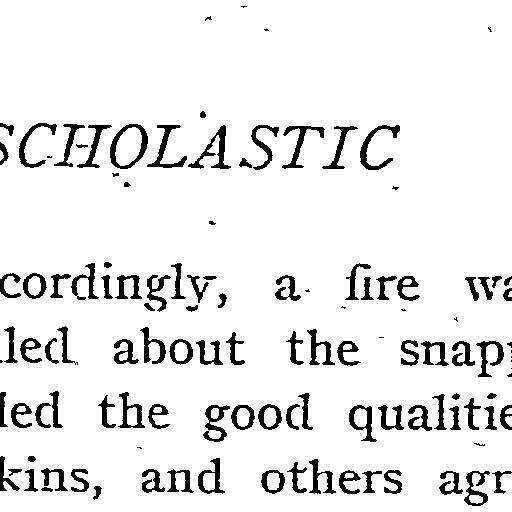 SCHOLASTIC
cordingly, a fire wa
led about the snapp
led the good qualitie
kins, and others agr